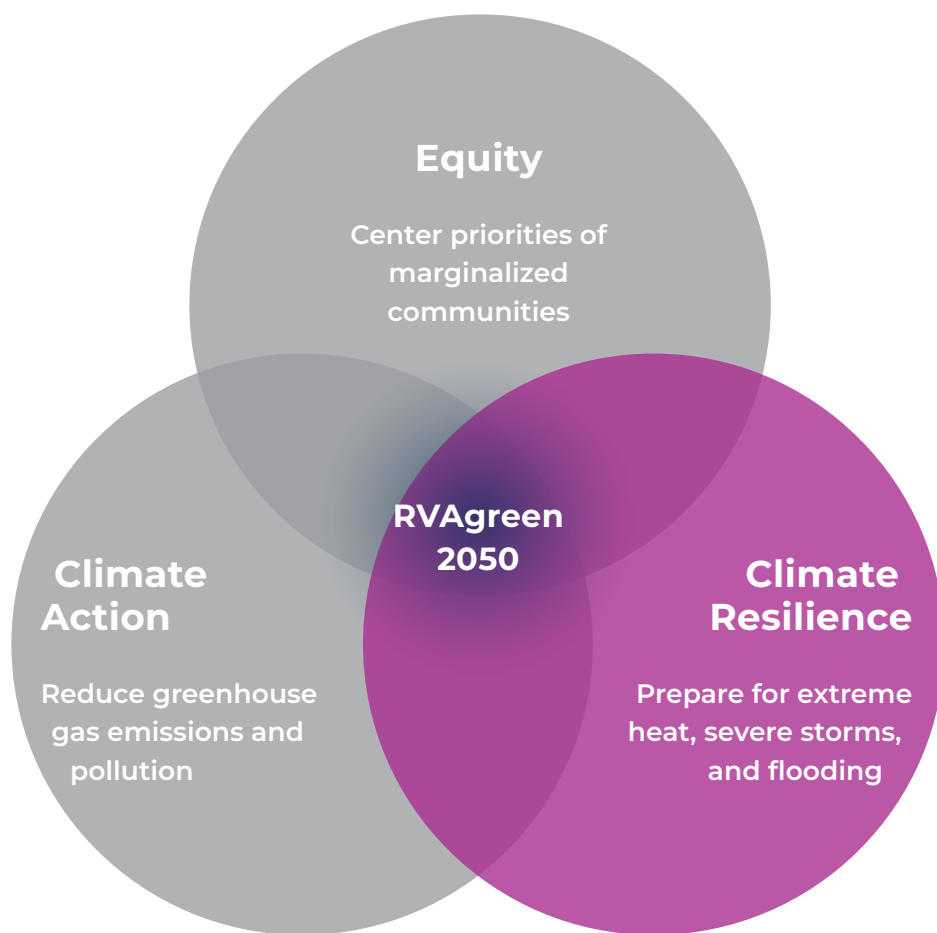 Equity
Center priorities of
marginalized
communities
RVAgreen
2050
Climate
Action
Reduce greenhouse
gas emissions and
pollution
Climate
Resilience
Prepare for extreme
heat, severe storms,
and flooding